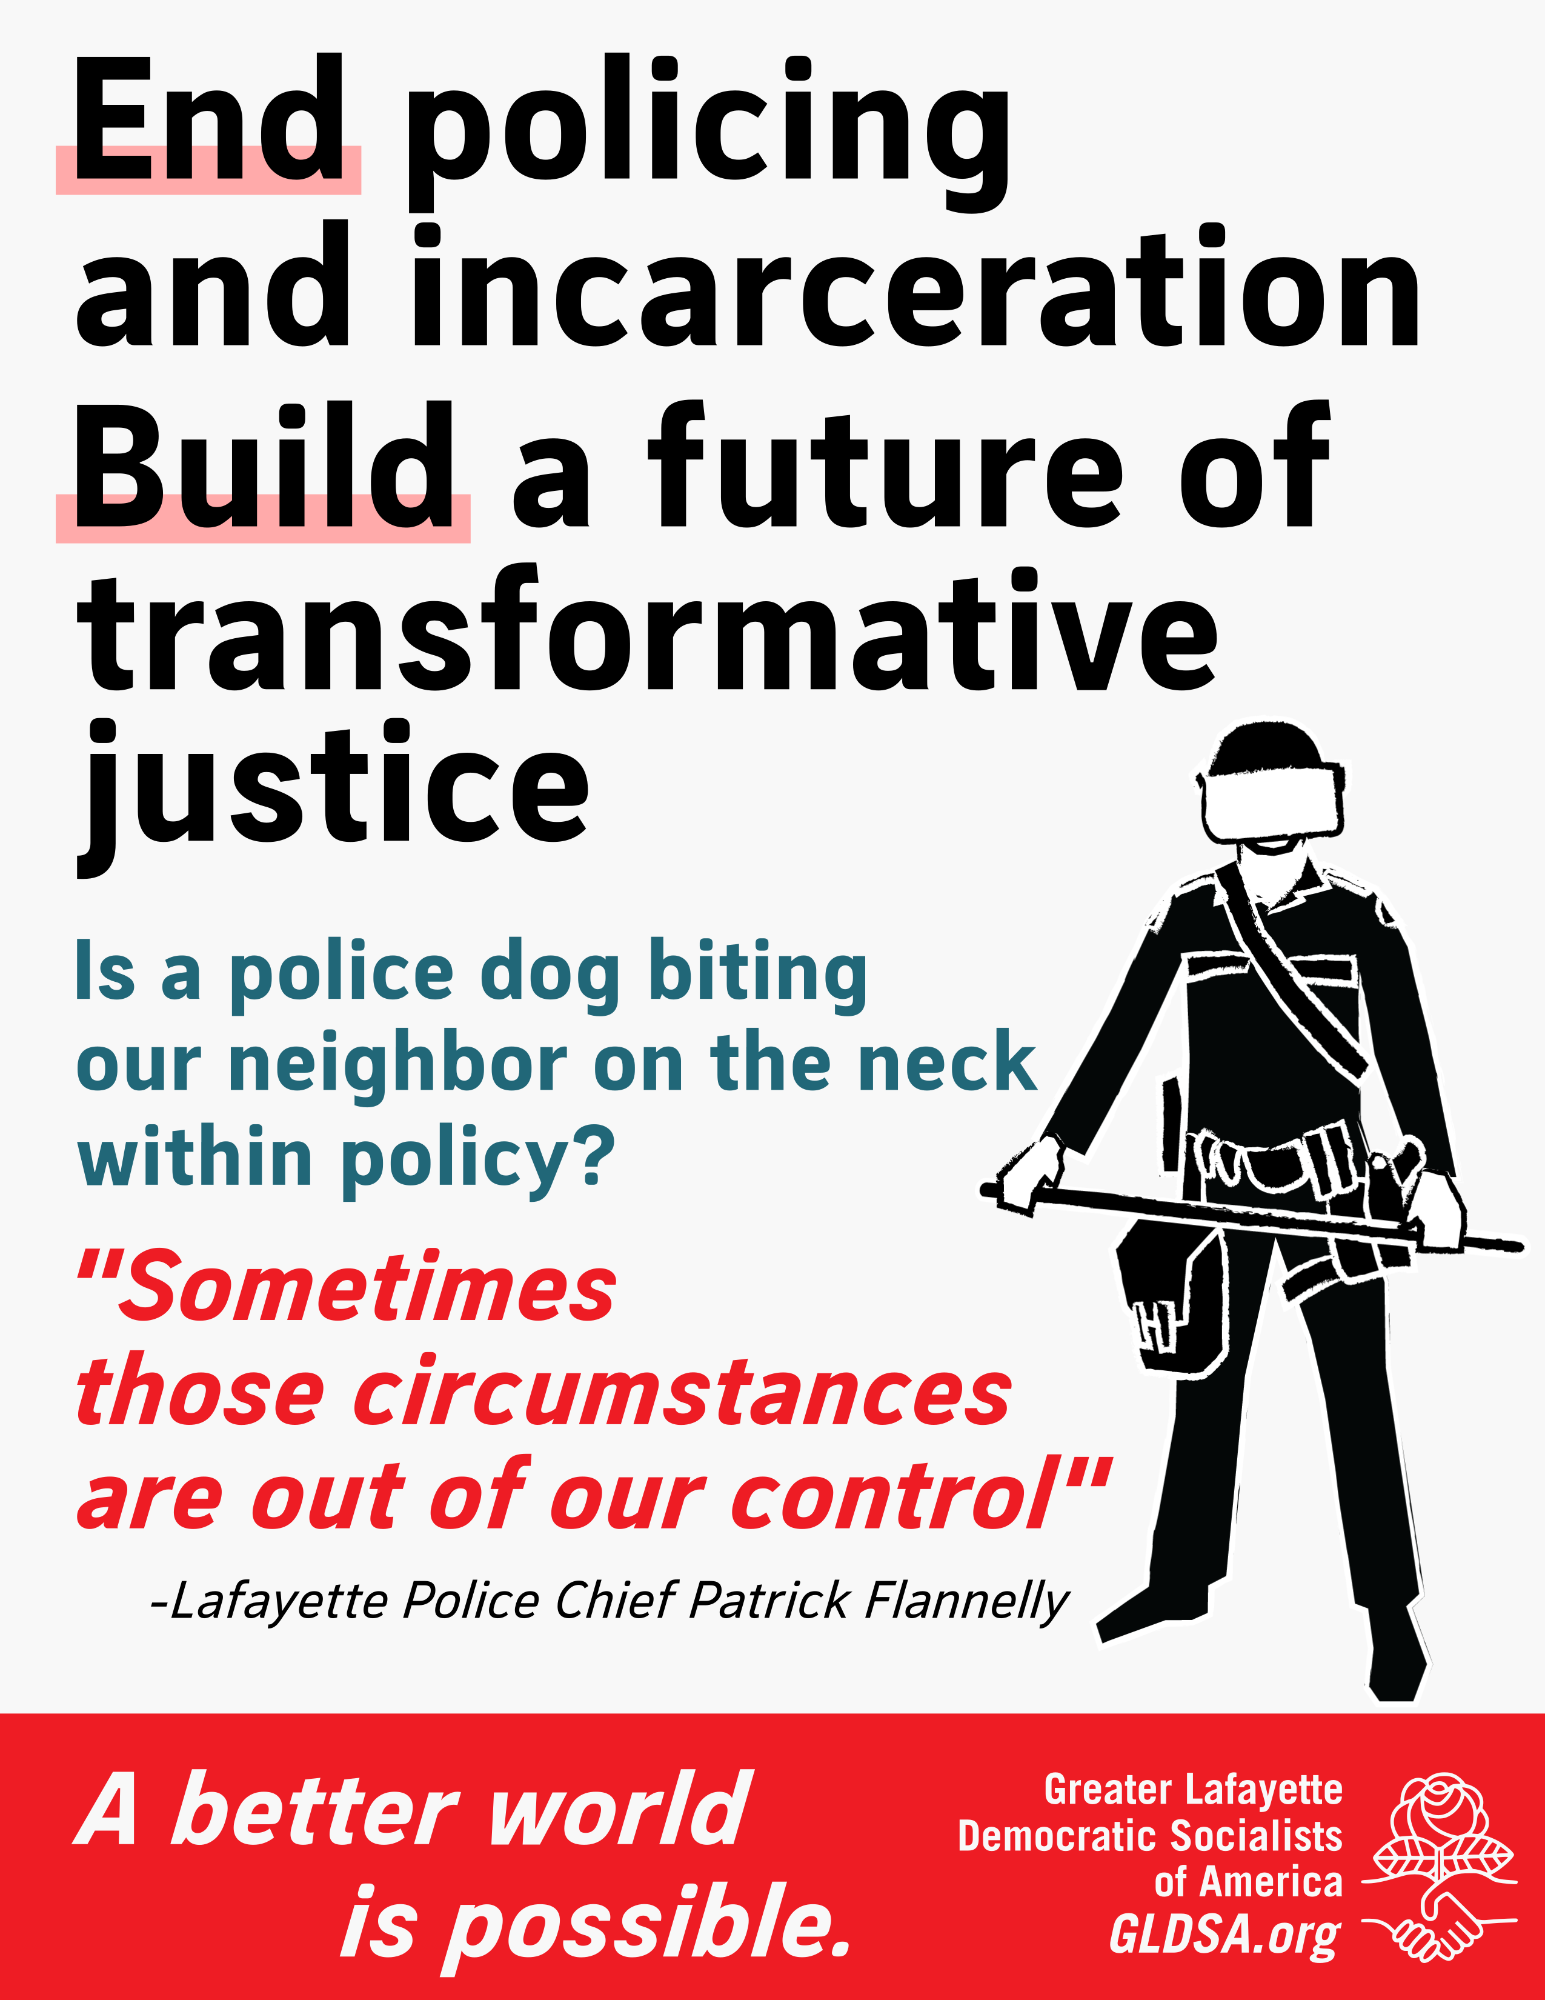 End policing
and incarceration
Build a future of
transformative
justice
Is a police dog biting
our neighbor on the neck
within policy?
"Sometimes
those circumstances
are out of our control"
-Lafayette Police Chief Patrick Flannelly
A better world
is possible.
Greater Lafayette
Democratic Socialists
of America
GLDSA.org